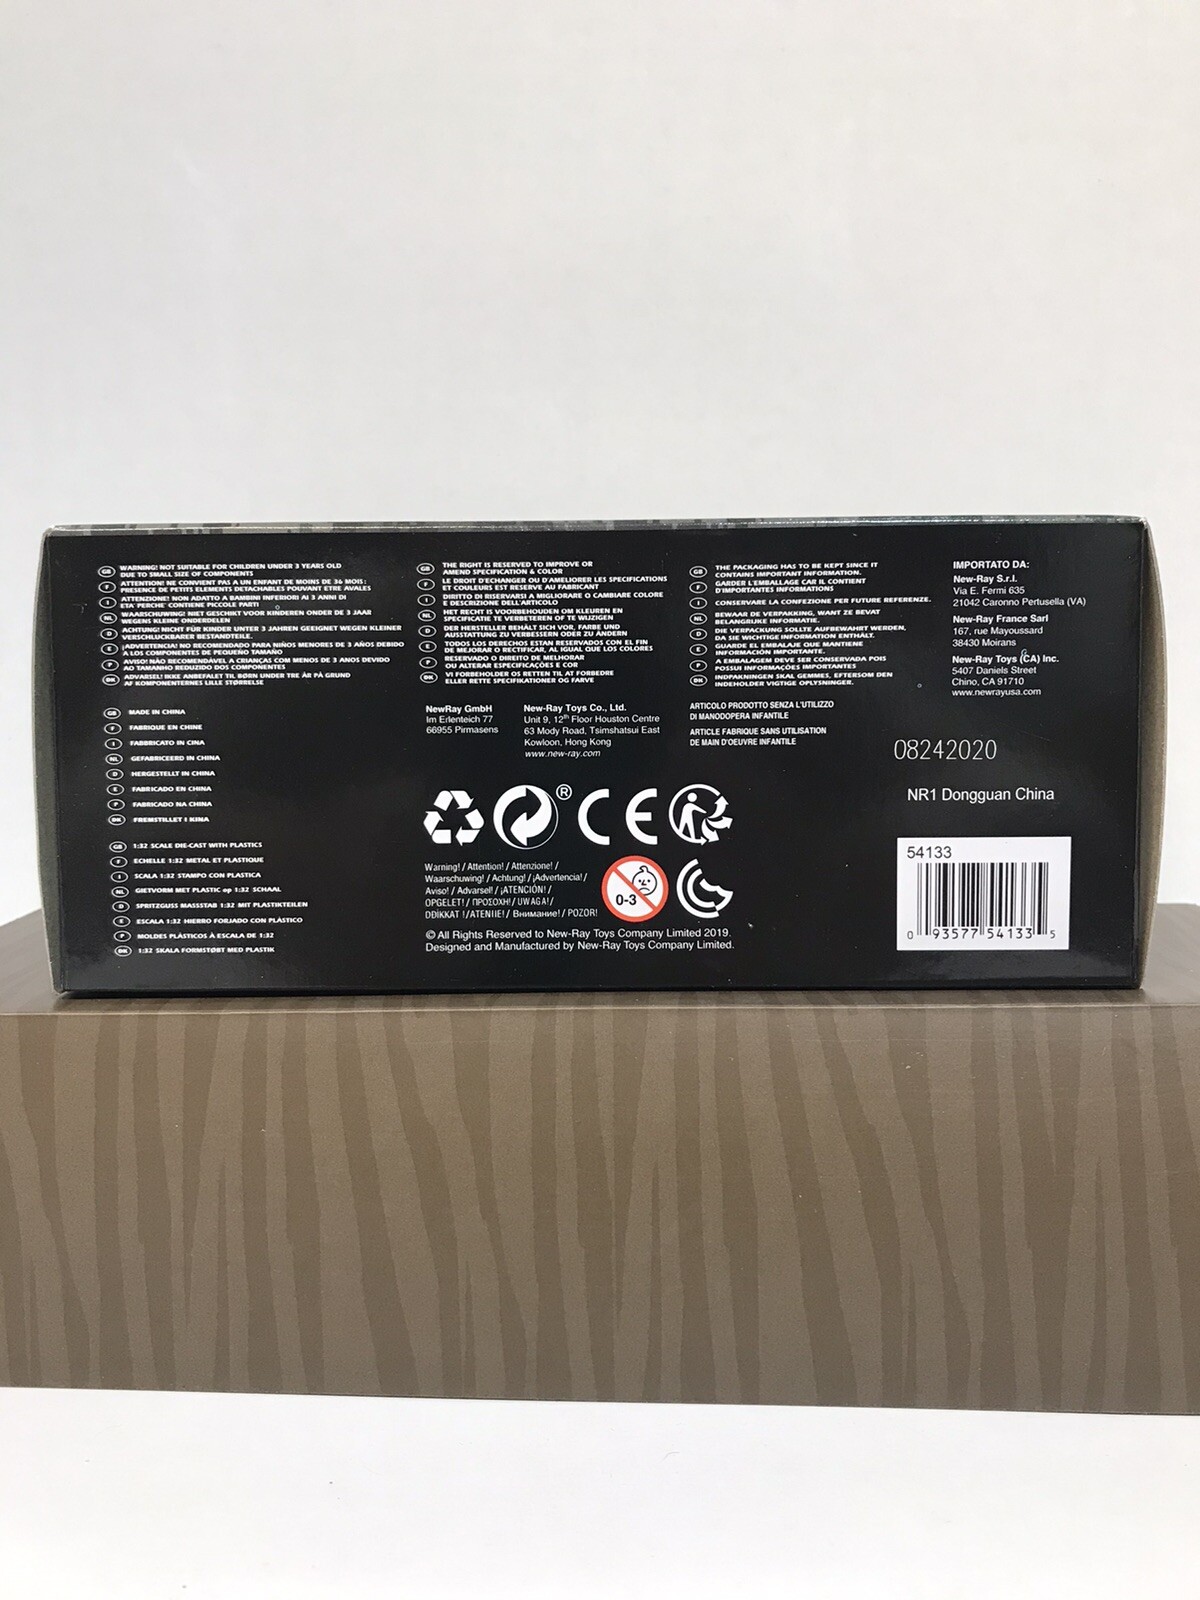 GB WARNING! NOT SUITABLE FOR CHILDREN UNDER 3 YEARS OLD
DUE TO SMALL SIZE OF COMPONENTS
F ATTENTION! NE CONVIENT PAS A UN ENFANT DE MOINS DE 36 MOIS :
PRESENCE DE PETITS ELEMENTS DETACHABLES POUVANT ETRE AVALES
I ATTENZIONE! NON ADATTO A BAMBINI INFERIORI AI 3 ANNI DI
ETA' PERCHE' CONTIENE PICCOLE PARTI
NL WAARSCHUWING! NIET GESCHIKT VOOR KINDEREN ONDER DE 3 JAAR
WEGENS KLEINE ONDERDELEN
D ACHTUNG! NICHT FÜR KINDER UNTER 3 JAHREN GEEIGNET WEGEN KLEINER
VERSCHLUCKBARER BESTANDTEILE.
E ¡ADVERTENCIA! NO RECOMENDADO PARA NIÑOS MENORES DE 3 AÑOS DEBIDO
A LOS COMPONENTES DE PEQUEÑO TAMAÑO
P AVISO! NÃO RECOMENDÁVEL A CRIANÇAS COM MENOS DE 3 ANOS DEVIDO
AO TAMANHO REDUZIDO DOS COMPONENTES
DK ADVARSEL! IKKE ANBEFALET TIL BØRN UNDER TRE ÅR PÅ GRUND
AF KOMPONENTERNES LILLE STØRRELSE
GB MADE IN CHINA
F FABRIQUE EN CHINE
I FABBRICATO IN CINA
NL GEFABRICEERD IN CHINA
D HERGESTELLT IN CHINA
E FABRICADO EN CHINA
P FABRICADO NA CHINA
DK FREMSTILLET I KINA
GB 1:32 SCALE DIE-CAST WITH PLASTICS
F ECHELLE 1:32 METAL ET PLASTIQUE
I SCALA 1:32 STAMPO CON PLASTICA
NL GIETVORM MET PLASTIC op 1:32 SCHAAL
D SPRITZGUSS MASSSTAB 1:32 MIT PLASTIKTEILEN
E ESCALA 1:32 HIERRO FORJADO CON PLÁSTICO
P MOLDES PLÁSTICOS À ESCALA DE 1:32
DK 1:32 SKALA FORMSTØBT MED PLASTIK
GB THE RIGHT IS RESERVED TO IMPROVE OR
AMEND SPECIFICATION & COLOR
F LE DROIT D'ECHANGER OU D'AMELIORER LES SPECIFICATIONS
ET COULEURS EST RESERVE AU FABRICANT
I DIRITTO DI RISERVARSI A MIGLIORARE O CAMBIARE COLORE
E DESCRIZIONE DELL'ARTICOLO
NL HET RECHT IS VOORBEHOUDEN OM KLEUREN EN
SPECIFICATIE TE VERBETEREN OF TE WIJZIGEN
D DER HERSTELLER BEHÄLT SICH VOR, FARBE UND
AUSSTATTUNG ZU VERBESSERN ODER ZU ÄNDERN
E TODOS LOS DERECHOS ESTAN RESERVADOS CON EL FIN
DE MEJORAR O RECTIFICAR, AL IGUAL QUE LOS COLORES
P RESERVADO O DIREITO DE MELHORAR
OU ALTERAR ESPECIFICAÇÕES E COR
DK VI FORBEHOLDER OS RETTEN TIL AT FORBEDRE
ELLER RETTE SPECIFIKATIONER OG FARVE
NewRay GmbH
Im Erlenteich 77
66955 Pirmasens
New-Ray Toys Co., Ltd.
Unit 9, 12th Floor Houston Centre
63 Mody Road, Tsimshatsui East
Kowloon, Hong Kong
www.new-ray.com
® CE
Warning! / Attention! / Attenzione! /
Waarschuwing! / Achtung! / ¡Advertencia! /
Aviso! / Advarsel! / ¡ATENCIÓN! /
OPGELET! / ΠΡΟΣΟΧΗ! / UWAGA! /
DDİKKAT !/ATENIIE!/ Внимание! / POZOR!
0-3
© All Rights Reserved to New-Ray Toys Company Limited 2019.
Designed and Manufactured by New-Ray Toys Company Limited.
GB THE PACKAGING HAS TO BE KEPT SINCE IT
CONTAINS IMPORTANT INFORMATION.
F GARDER L'EMBALLAGE CAR IL CONTIENT
D'IMPORTANTES INFORMATIONS
I CONSERVARE LA CONFEZIONE PER FUTURE REFERENZE.
NL BEWAAR DE VERPAKKING, WANT ZE BEVAT
BELANGRIJKE INFORMATIE.
D DIE VERPACKUNG SOLLTE AUFBEWAHRT WERDEN,
DA SIE WICHTIGE INFORMATION ENTHÄLT.
E GUARDE EL EMBALAJE QUE MANTIENE
INFORMACIÓN IMPORTANTE.
P A EMBALAGEM DEVE SER CONSERVADA POIS
POSSUI INFORMAÇÕES IMPORTANTES.
DK INDPAKNINGEN SKAL GEMMES, EFTERSOM DEN
INDEHOLDER VIGTIGE OPLYSNINGER.
ARTICOLO PRODOTTO SENZA L'UTILIZZO
DI MANODOPERA INFANTILE
ARTICLE FABRIQUE SANS UTILISATION
DE MAIN D'OEUVRE INFANTILE
IMPORTATO DA:
New-Ray S.r.l.
Via E. Fermi 635
21042 Caronno Pertusella (VA)
New-Ray France Sarl
167, rue Mayoussard
38430 Moirans
New-Ray Toys (CA) Inc.
5407 Daniels Street
Chino, CA 91710
www.newrayusa.com
08242020
NR1 Dongguan China
54133
0 93577 54133 5